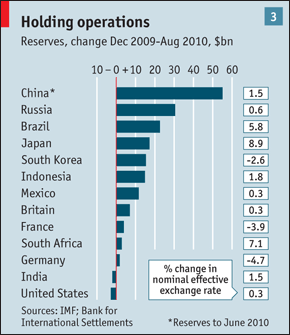 Holding operations
3
Reserves, change Dec 2009-Aug 2010, $bn
10 – 0 + 10 20 30 40 50 60
China* 1.5
Russia 0.6
Brazil 5.8
Japan 8.9
South Korea -2.6
Indonesia 1.8
Mexico 0.3
Britain 0.3
France -3.9
South Africa 7.1
Germany -4.7
India 1.5
United States 0.3
% change in
nominal effective
exchange rate
Sources: IMF; Bank for
International Settlements
*Reserves to June 2010